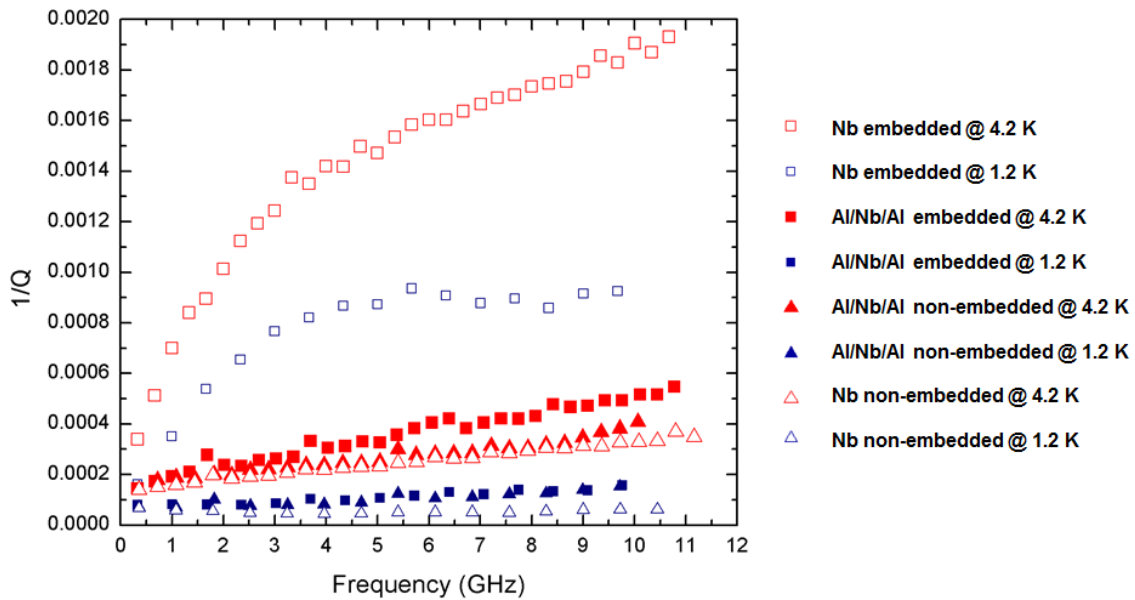 0.0020
0.0018
0.0016
0.0014
0.0012
0.0010
0.0008
0.0006
0.0004
0.0002
0.0000
1/Q
0 1 2 3 4 5 6 7 8 9 10 11 12
Frequency (GHz)
Nb embedded @ 4.2 K
Nb embedded @ 1.2 K
Al/Nb/Al embedded @ 4.2 K
Al/Nb/Al embedded @ 1.2 K
Al/Nb/Al non-embedded @ 4.2 K
Al/Nb/Al non-embedded @ 1.2 K
Nb non-embedded @ 4.2 K
Nb non-embedded @ 1.2 K